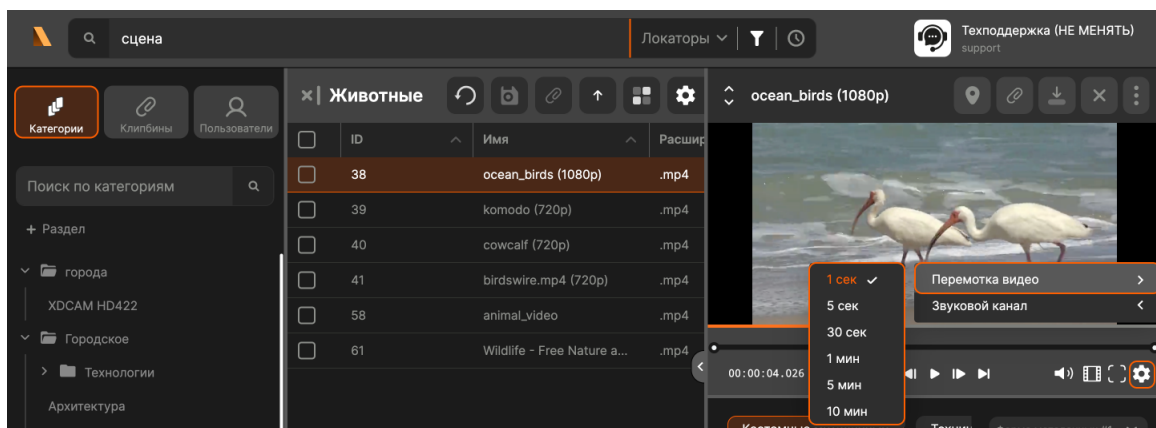 сцена
Локаторы
Техподдержка (НЕ МЕНЯТЬ)
support
Категории
Клипбины
Пользователи
Поиск по категориям
+ Раздел
города
XDCAM HD422
Городское
Технологии
Архитектура
Животные
ID Имя Расшир
38 ocean_birds (1080p) .mp4
39 komodo (720p) .mp4
40 cowcalf (720p) .mp4
41 birdswire.mp4 (720p) .mp4
58 animal_video .mp4
61 Wildlife - Free Nature a... .mp4
ocean_birds (1080p)
Перемотка видео
Звуковой канал
1 сек
5 сек
30 сек
1 мин
5 мин
10 мин
00:00:04.026